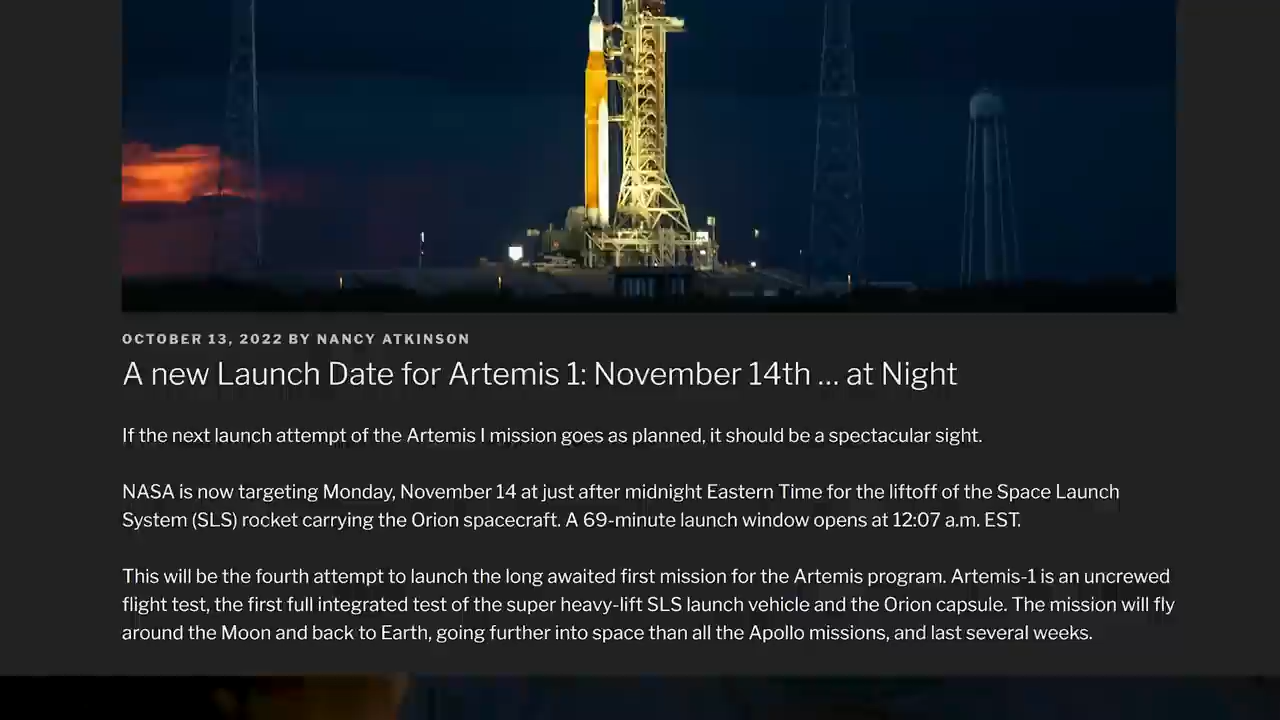 OCTOBER 13, 2022 BY NANCY ATKINSON
A new Launch Date for Artemis 1: November 14th … at Night
If the next launch attempt of the Artemis I mission goes as planned, it should be a spectacular sight.
NASA is now targeting Monday, November 14 at just after midnight Eastern Time for the liftoff of the Space Launch
System (SLS) rocket carrying the Orion spacecraft. A 69-minute launch window opens at 12:07 a.m. EST.
This will be the fourth attempt to launch the long awaited first mission for the Artemis program. Artemis-1 is an uncrewed
flight test, the first full integrated test of the super heavy-lift SLS launch vehicle and the Orion capsule. The mission will fly
around the Moon and back to Earth, going further into space than all the Apollo missions, and last several weeks.